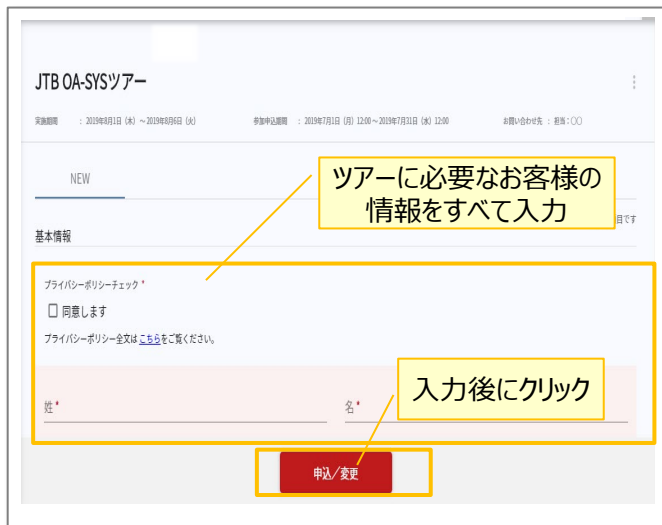 JTB OA-SYSツアー
実施期間 : 2019年8月1日（木）～2019年8月6日（火） 参加申込期間 : 2019年7月1日（月）12:00～2019年7月31日（水）12:00 お問い合わせ先 : 担当：〇〇
NEW
ツアーに必要なお客様の
情報をすべて入力
目です
基本情報
プライバシーポリシーチェック *
同意します
プライバシーポリシー全文はこちらをご覧ください。
入力後にクリック
姓 * 名 *
申込／変更